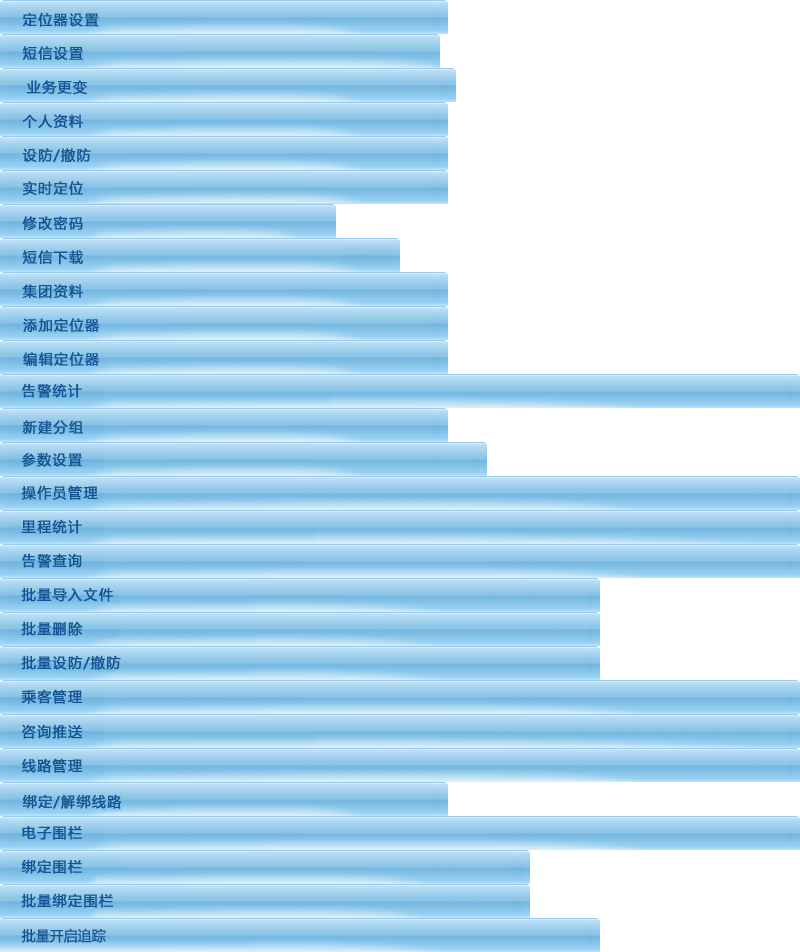 定位器设置
短信设置
业务更变
个人资料
设防/撤防
实时定位
修改密码
短信下载
集团资料
添加定位器
编辑定位器
告警统计
新建分组
参数设置
操作员管理
里程统计
告警查询
批量导入文件
批量删除
批量设防/撤防
乘客管理
咨询推送
线路管理
绑定/解绑线路
电子围栏
绑定围栏
批量绑定围栏
批量开启追踪